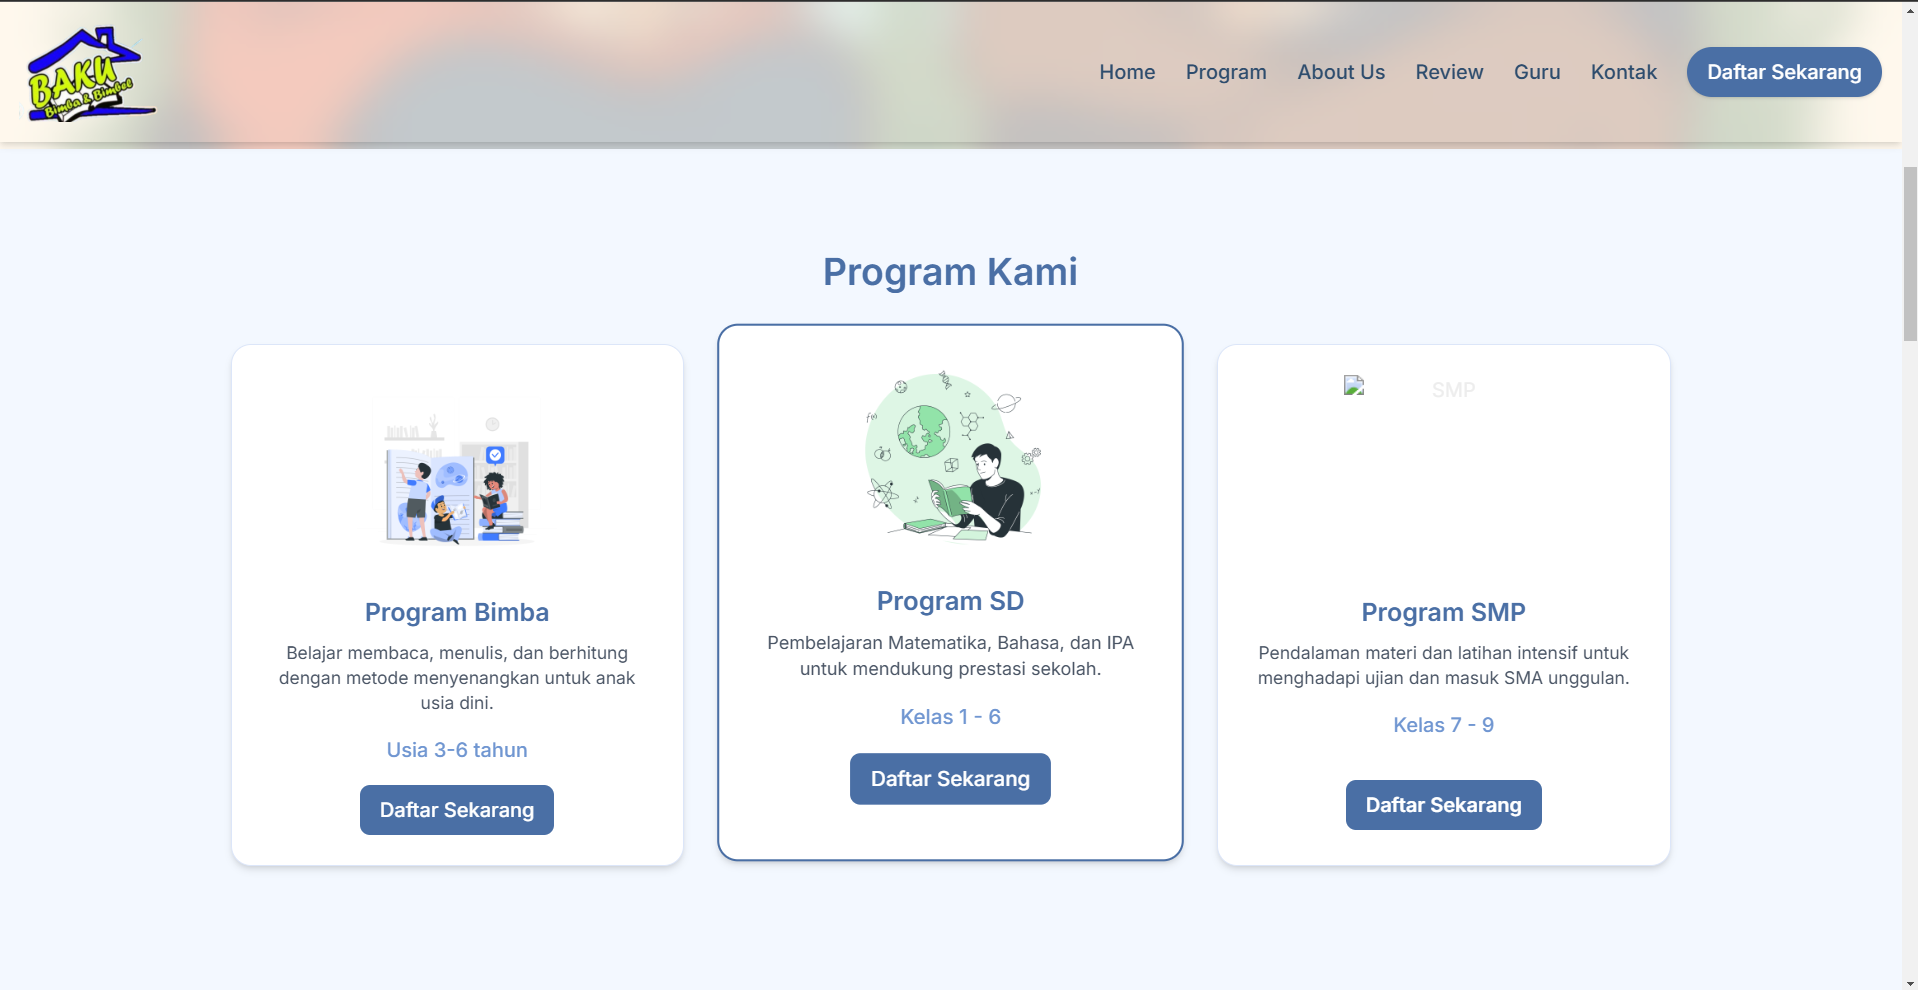 BAKU
Bimba & Bimbel
Home
Program
About Us
Review
Guru
Kontak
Daftar Sekarang
Program Kami
Program Bimba
Belajar membaca, menulis, dan berhitung
dengan metode menyenangkan untuk anak
usia dini.
Usia 3-6 tahun
Daftar Sekarang
f(x)
Program SD
Pembelajaran Matematika, Bahasa, dan IPA
untuk mendukung prestasi sekolah.
Kelas 1 - 6
Daftar Sekarang
SMP
Program SMP
Pendalaman materi dan latihan intensif untuk
menghadapi ujian dan masuk SMA unggulan.
Kelas 7 - 9
Daftar Sekarang